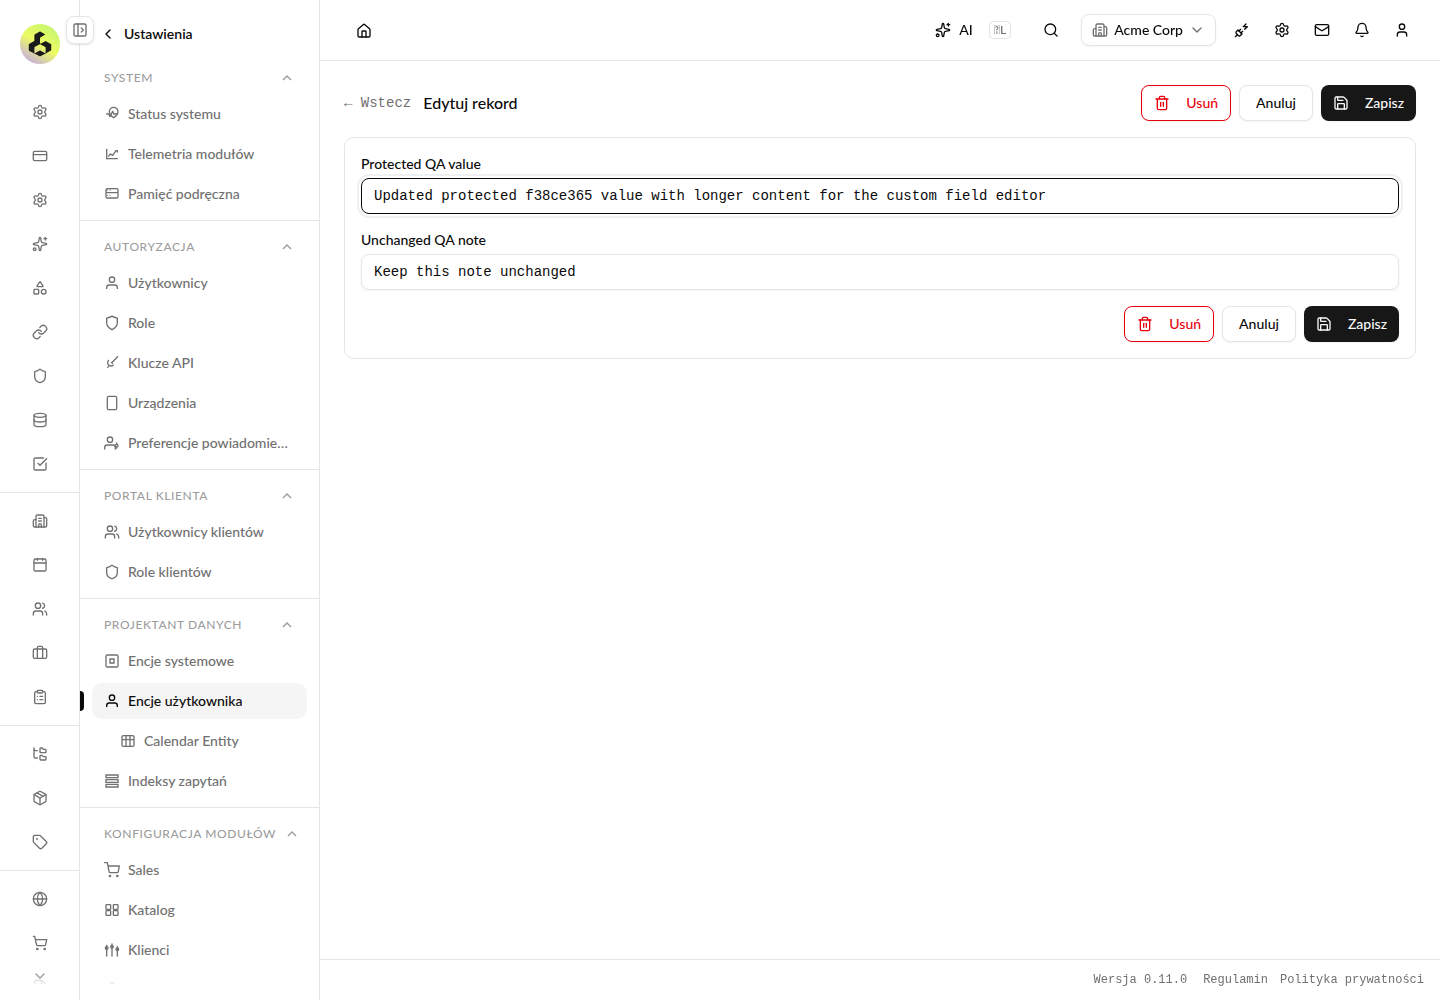 Ustawienia
AI
L
Acme Corp
SYSTEM
Status systemu
Telemetria modułów
Pamięć podręczna
AUTORYZACJA
Użytkownicy
Role
Klucze API
Urządzenia
Preferencje powiadomie...
PORTAL KLIENTA
Użytkownicy klientów
Role klientów
PROJEKTANT DANYCH
Encje systemowe
Encje użytkownika
Calendar Entity
Indeksy zapytań
KONFIGURACJA MODUŁÓW
Sales
Katalog
Klienci
← Wstecz Edytuj rekord
Usuń Anuluj Zapisz
Protected QA value
Updated protected f38ce365 value with longer content for the custom field editor
Unchanged QA note
Keep this note unchanged
Usuń Anuluj Zapisz
Wersja 0.11.0 Regulamin Polityka prywatności